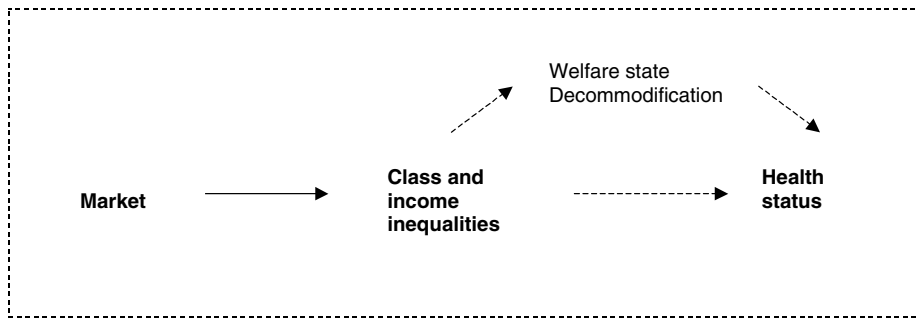 Welfare state
Decommodification
Market
Class and
income
inequalities
Health
status